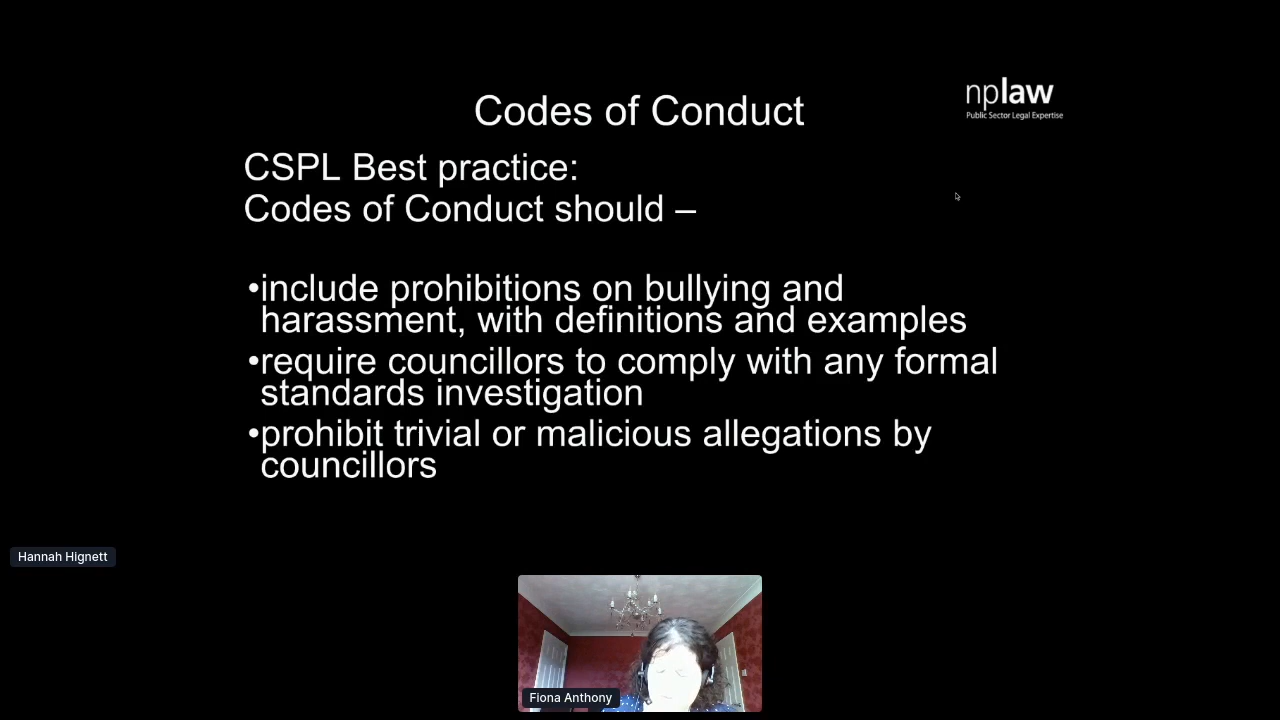 nplaw
Public Sector Legal Expertise
Codes of Conduct
CSPL Best practice:
Codes of Conduct should –
•include prohibitions on bullying and
harassment, with definitions and examples
•require councillors to comply with any formal
standards investigation
•prohibit trivial or malicious allegations by
councillors
Hannah Hignett
Fiona Anthony